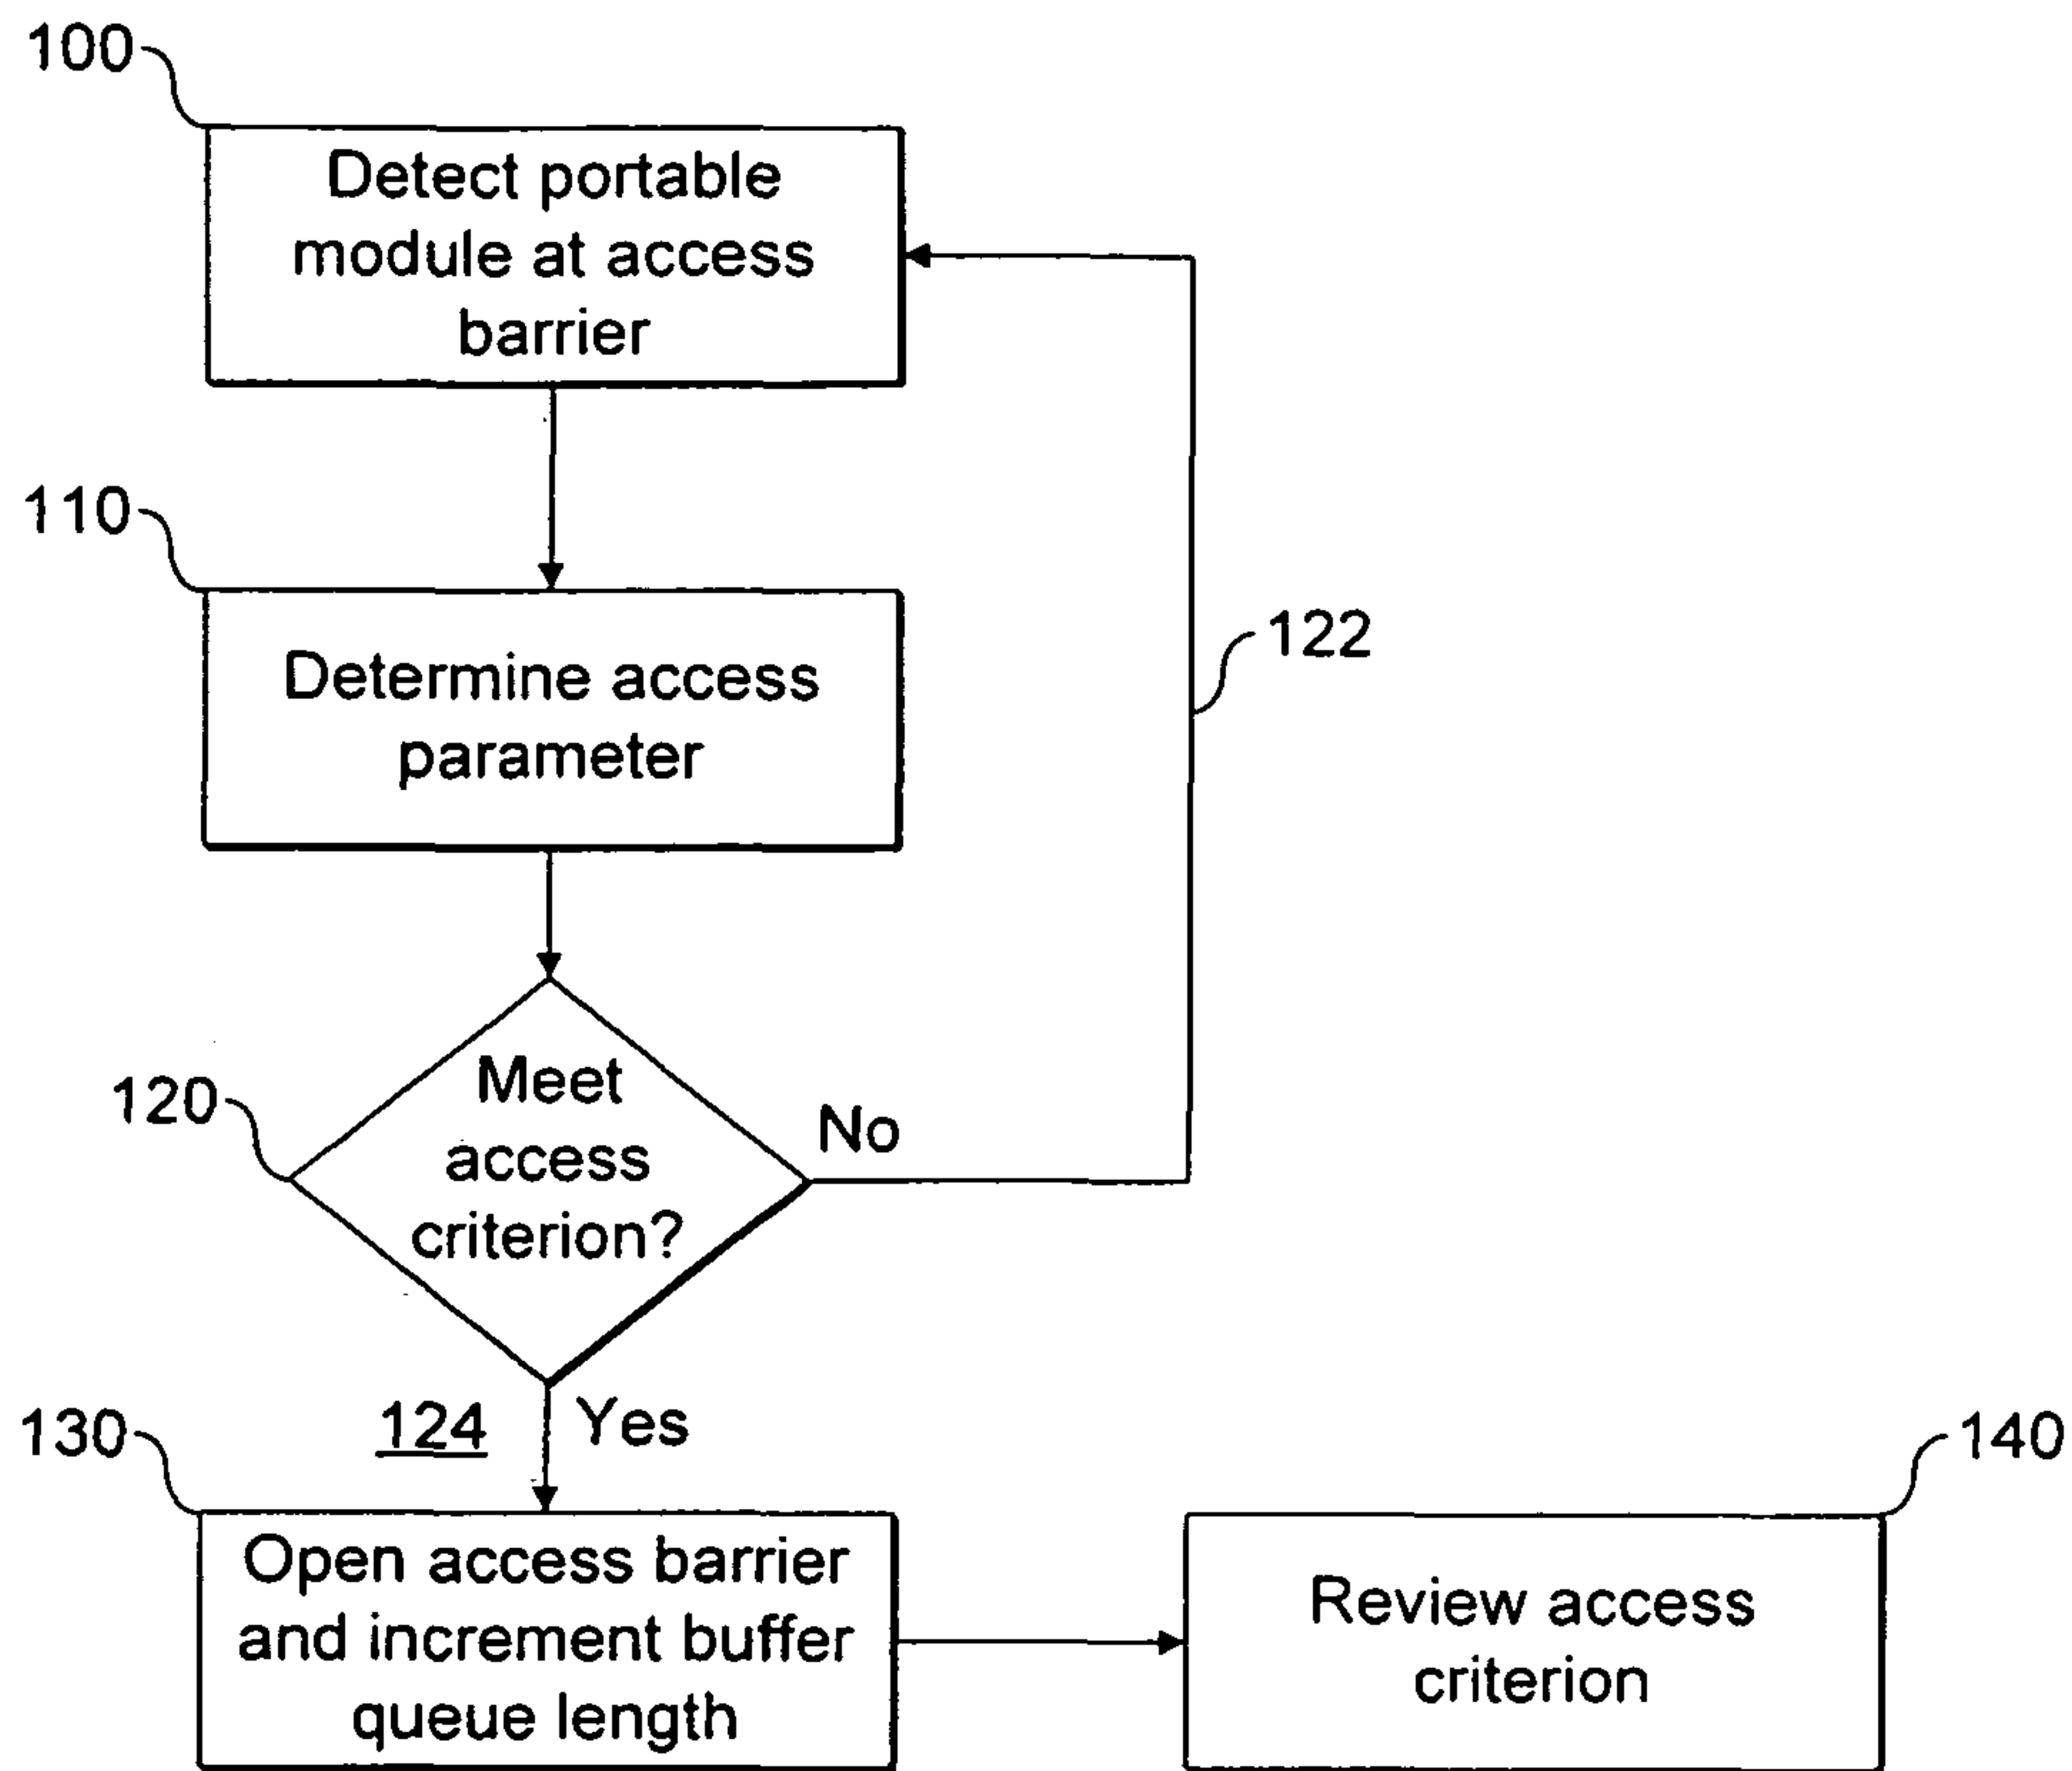 100
Detect portable
module at access
barrier
110
Determine access
parameter
122
120
Meet
access
criterion?
No
124
Yes
130
Open access barrier
and increment buffer
queue length
140
Review access
criterion